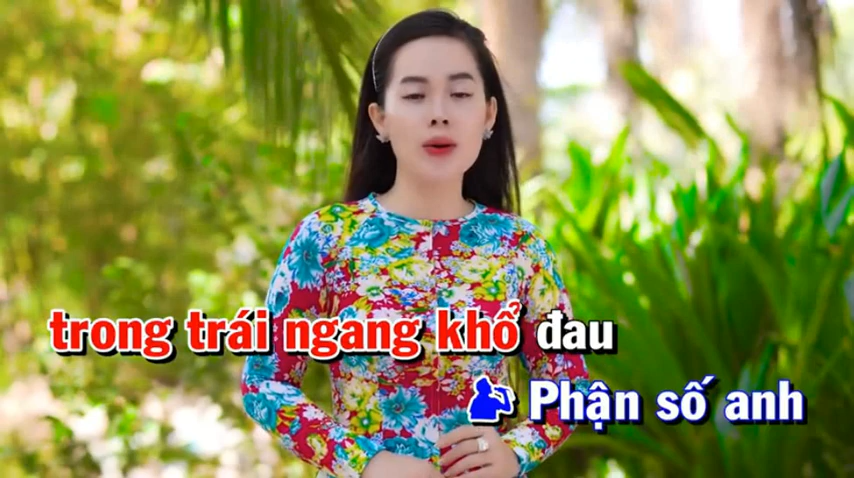 trong trái ngang khổ đau
Phận số anh